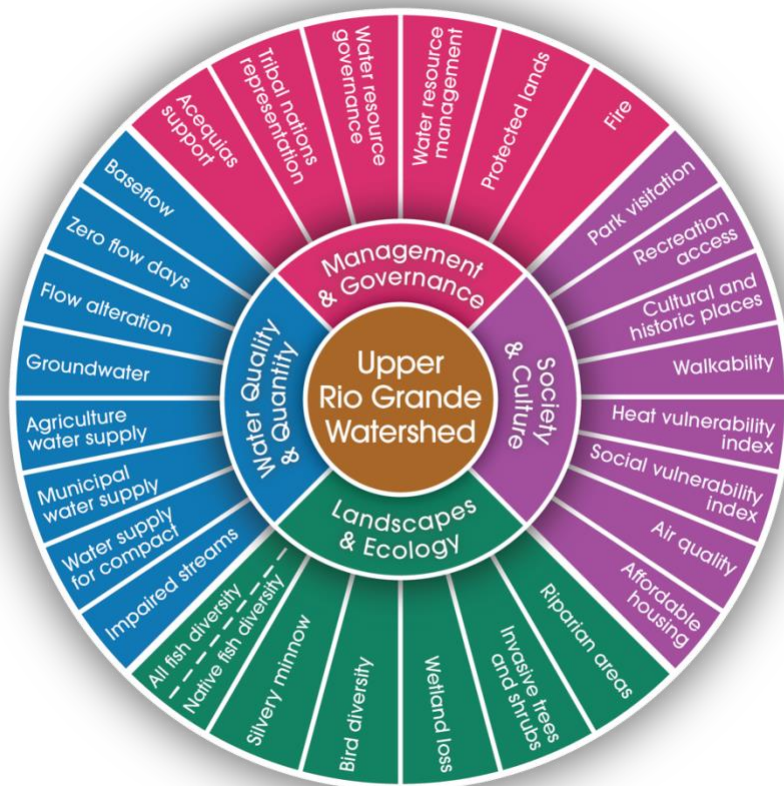 Upper
Rio Grande
Watershed
Management
& Governance
Society
& Culture
Landscapes
& Ecology
Water Quality
& Quantity
Acequias
support
Tribal nations
representation
Water resource
governance
Water resource
management
Protected lands
Fire
Park visitation
Recreation
access
Cultural and
historic places
Walkability
Heat vulnerability
index
Social vulnerability
index
Air quality
Affordable
housing
Riparian areas
Invasive trees
and shrubs
Wetland loss
Bird diversity
Silvery minnow
Native fish diversity
All fish diversity
Impaired streams
Water supply
for compact
Municipal
water supply
Agriculture
water supply
Groundwater
Flow alteration
Zero flow days
Baseflow